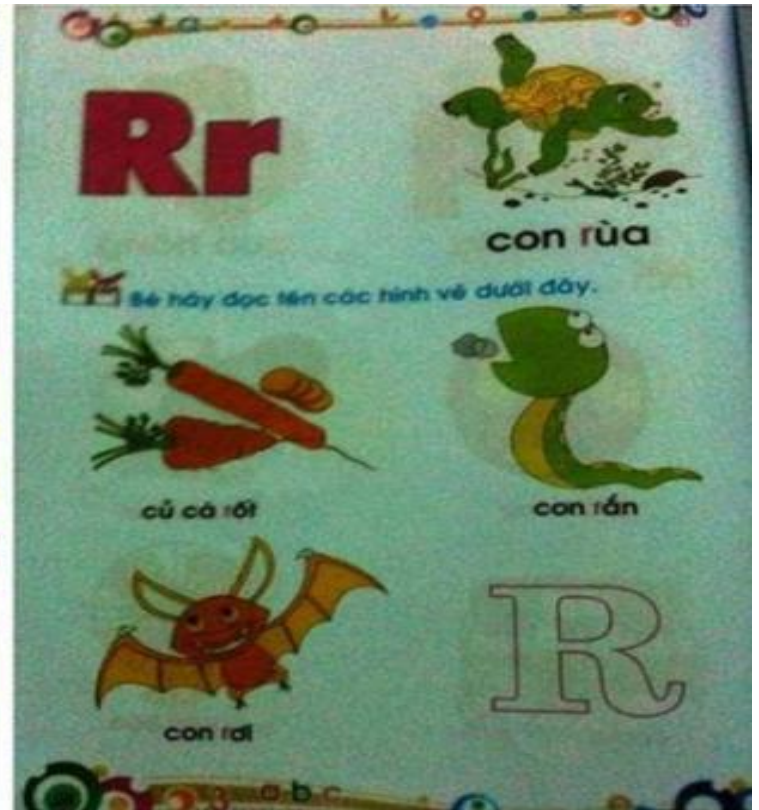 Rr
con rùa
Bé hãy đọc tên các hình vẽ dưới đây.
củ cà rốt
con rắn
con rơi
R
a b c